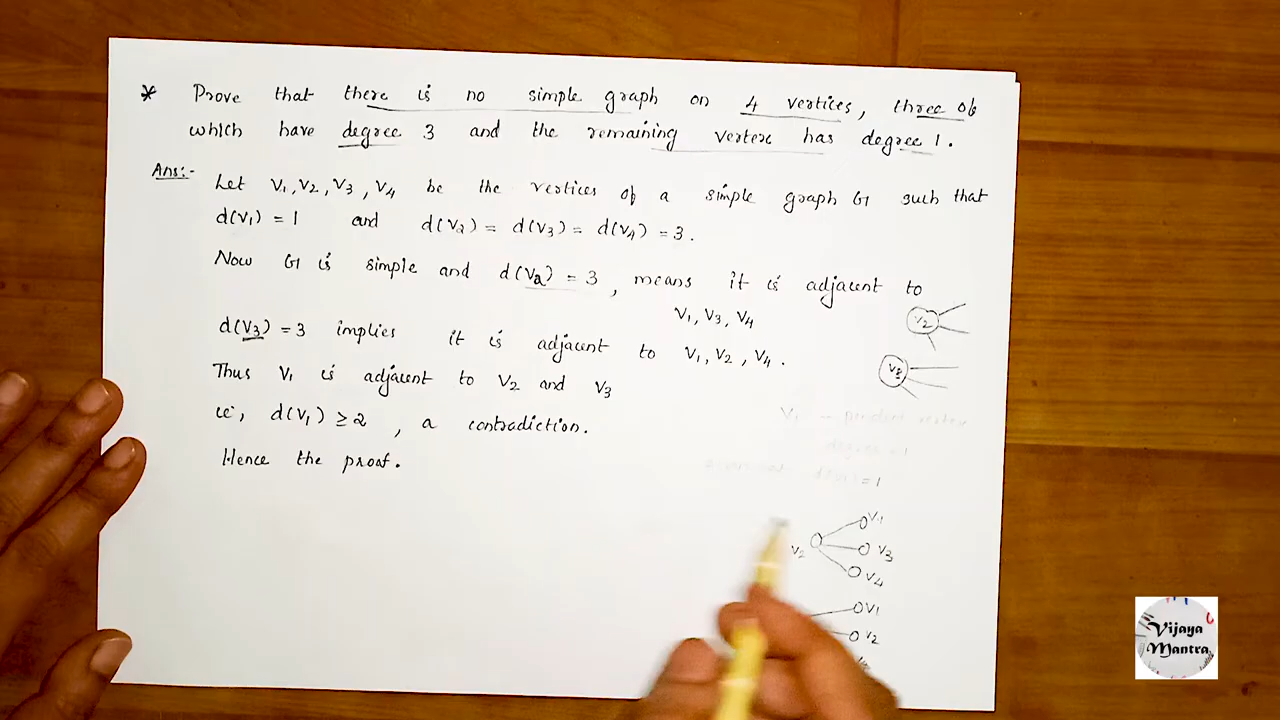 * Prove that there is no simple graph on 4 vertices, three of
which have degree 3 and the remaining vertex has degree 1.
Ans:-
Let V1, V2, V3, V4 be the vertices of a simple graph G such that
d(V1) = 1 and d(V2) = d(V3) = d(V4) = 3.
Now G is simple and d(V2) = 3, means it is adjacent to
V1, V3, V4
V2
d(V3) = 3 implies it is adjacent to V1, V2, V4.
V3
Thus V1 is adjacent to V2 and V3
ie, d(V1) ≥ 2, a contradiction.
V1 - pendent vertex
Hence the proof.
= 1
V1
V2 V3
V4
V1
V2
Vijaya
Mantra